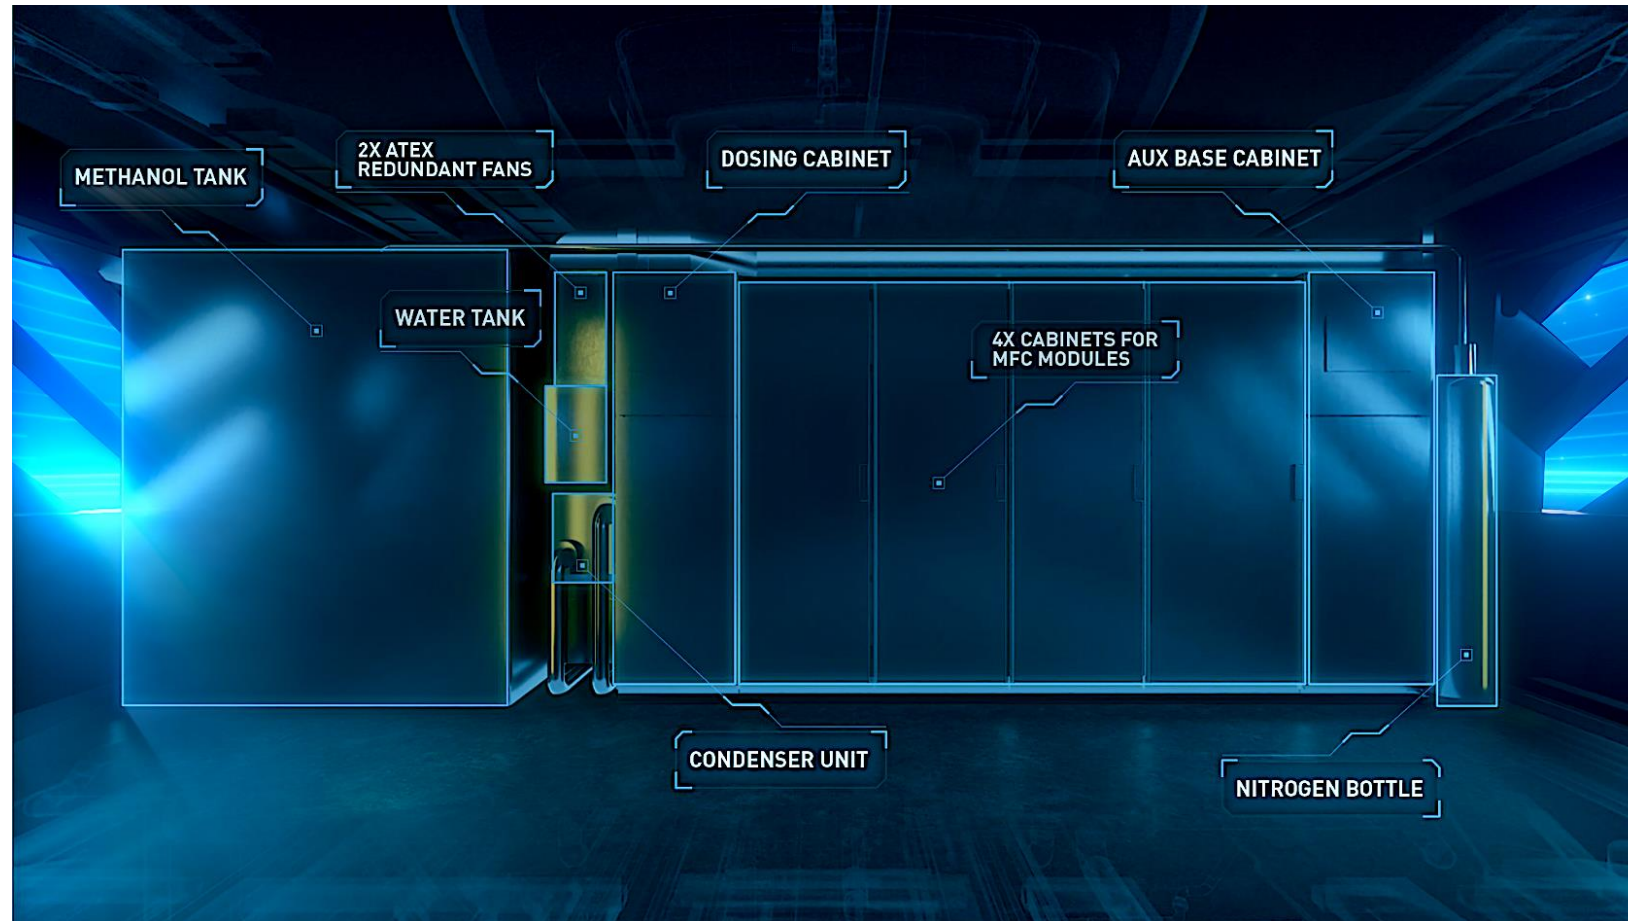 METHANOL TANK
2X ATEX
REDUNDANT FANS
DOSING CABINET
AUX BASE CABINET
WATER TANK
4X CABINETS FOR
MFC MODULES
CONDENSER UNIT
NITROGEN BOTTLE